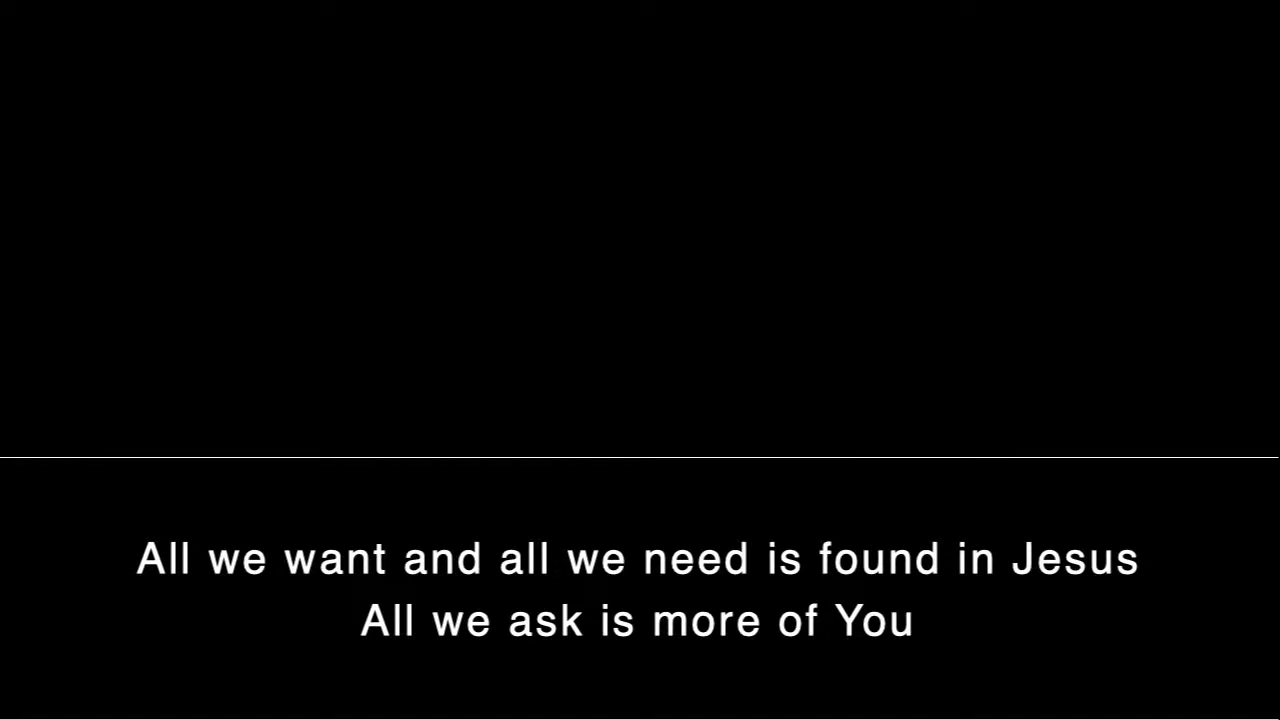 All we want and all we need is found in Jesus
All we ask is more of You